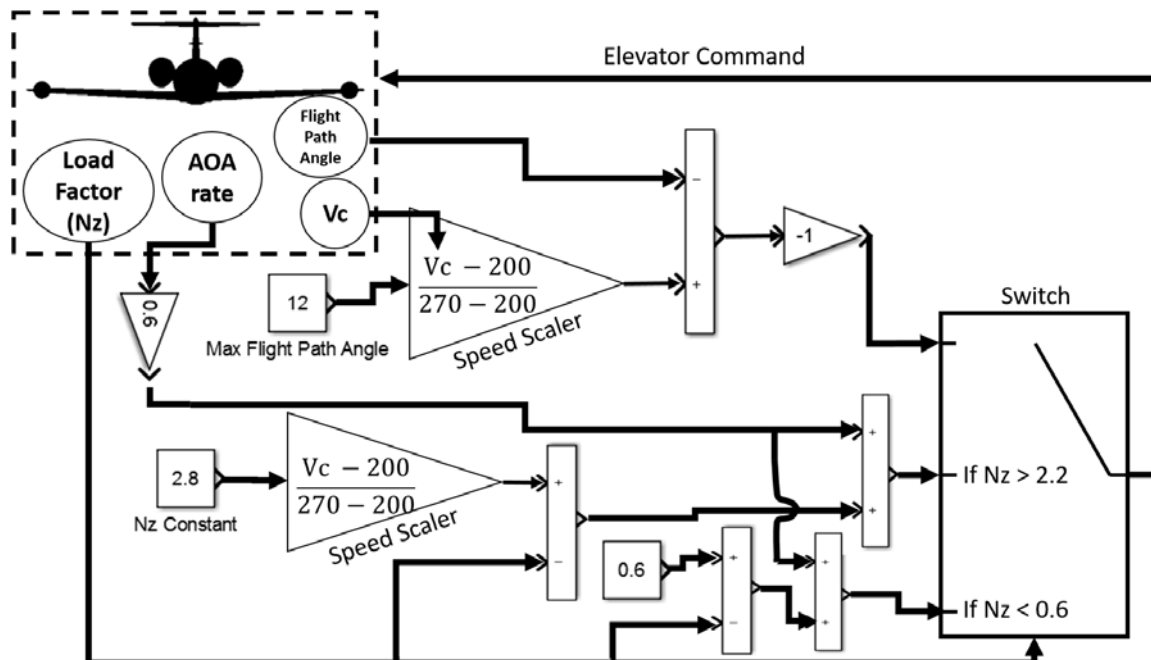 Elevator Command
Flight
Path
Angle
Load
Factor
(Nz)
AOA
rate
Vc
−
+
-1
Vc − 200
270 − 200
Speed Scaler
12
Max Flight Path Angle
0.6
Switch
+
+
If Nz > 2.2
2.8
Nz Constant
Vc − 200
270 − 200
Speed Scaler
+
−
0.6
+
−
+
+
If Nz < 0.6